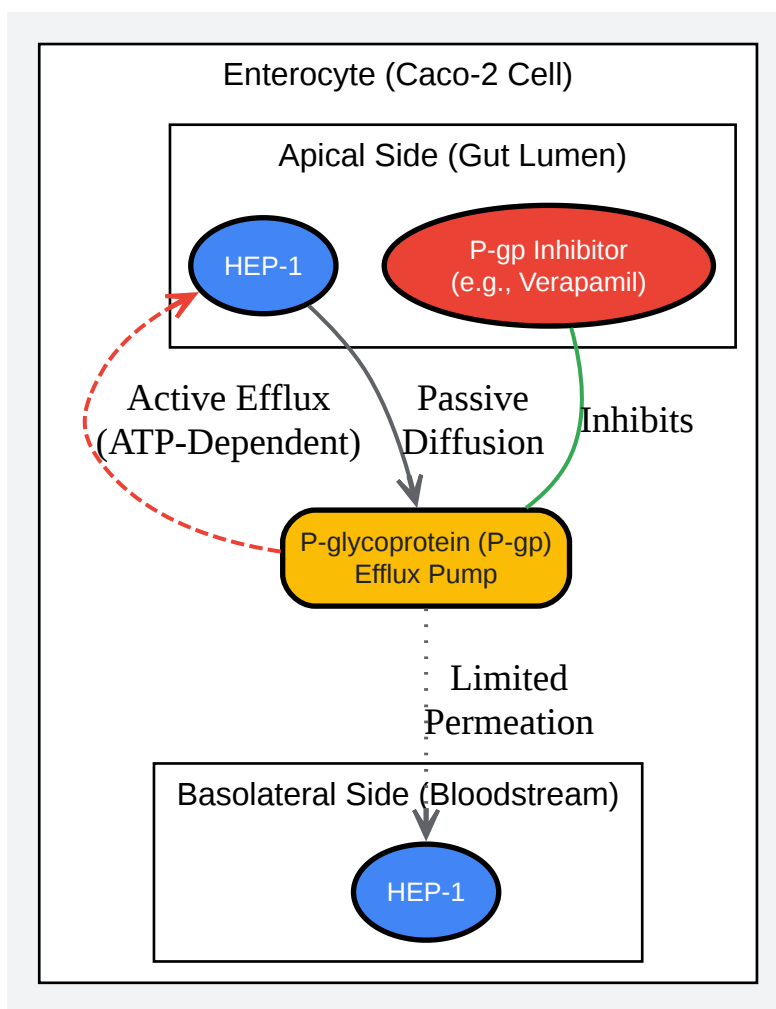 Enterocyte (Caco-2 Cell)
Apical Side (Gut Lumen)
HEP-1
P-gp Inhibitor
(e.g., Verapamil)
Active Efflux
(ATP-Dependent)
Passive
Diffusion
Inhibits
P-glycoprotein (P-gp)
Efflux Pump
Limited
Permeation
Basolateral Side (Bloodstream)
HEP-1